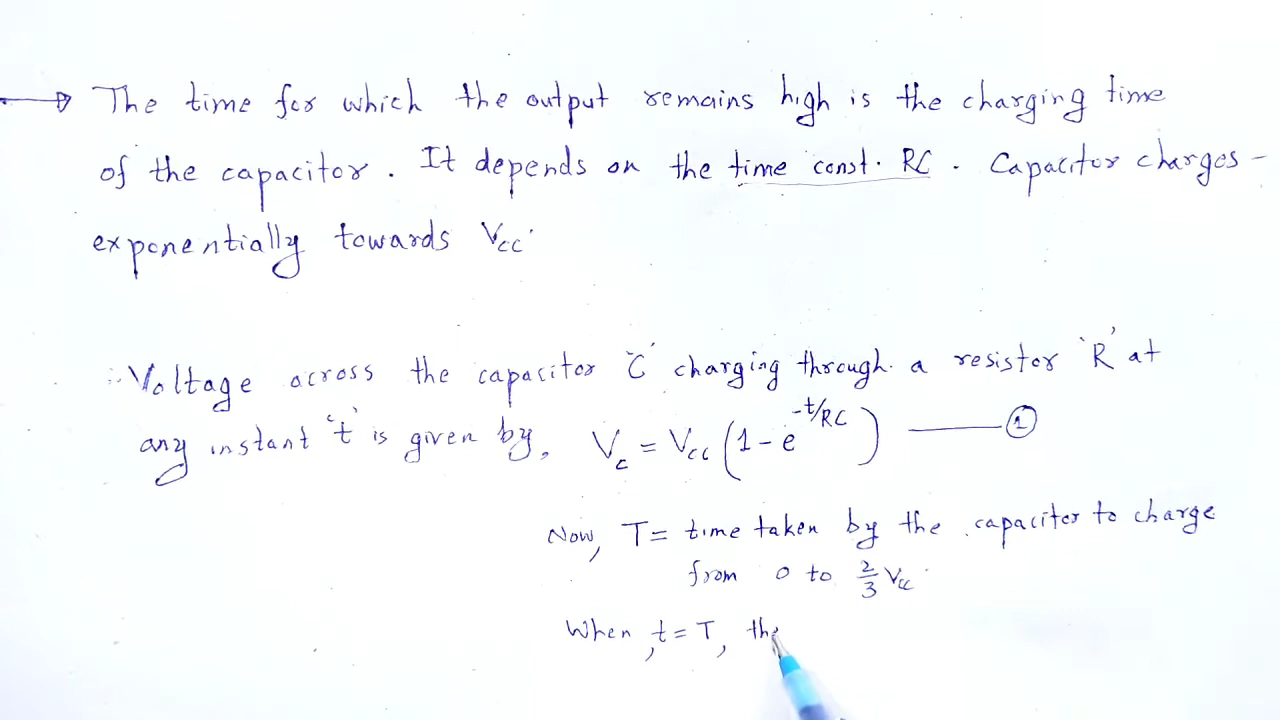 → The time for which the output remains high is the charging time
of the capacitor. It depends on the time const. RC. Capacitor charges -
exponentially towards Vcc.
∴ Voltage across the capacitor 'C' charging through a resistor 'R' at
any instant 't' is given by, Vc = Vcc (1 - e^-t/RC) —— ①
Now, T = time taken by the capacitor to charge
from 0 to 2/3 Vcc.
When, t = T, the